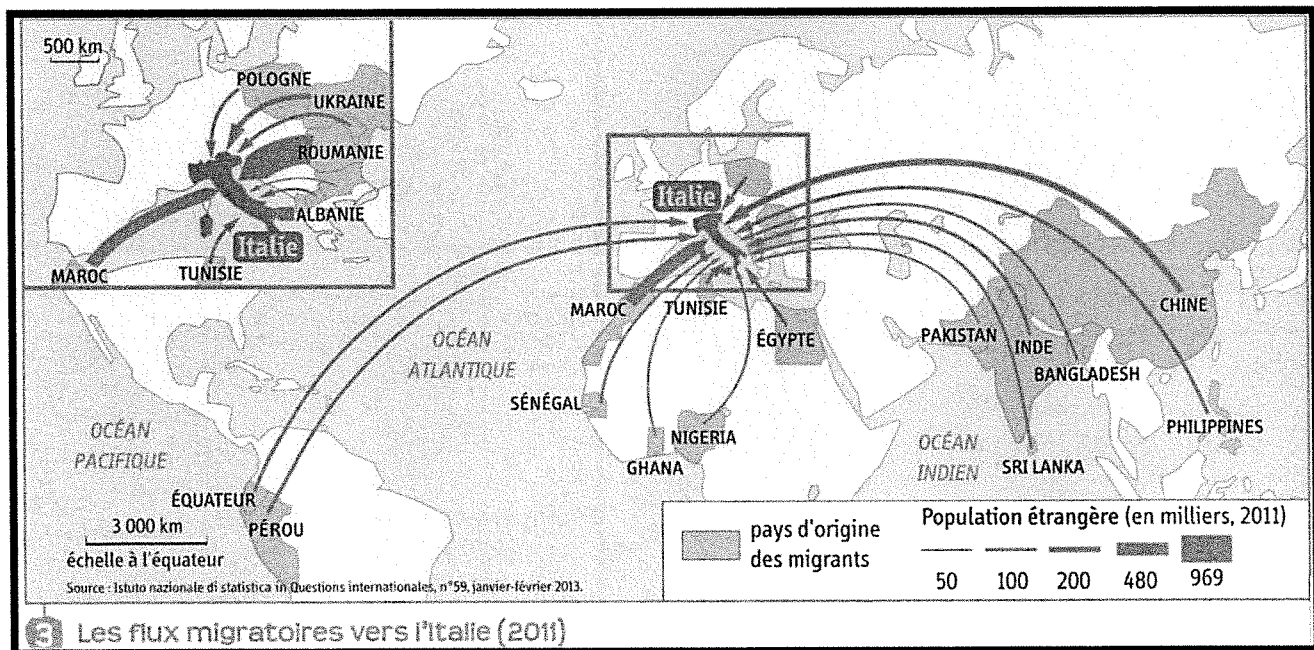 500 km
POLOGNE
UKRAINE
ROUMANIE
ALBANIE
Italie
MAROC
TUNISIE
Italie
MAROC
TUNISIE
ÉGYPTE
PAKISTAN
INDE
BANGLADESH
CHINE
PHILIPPINES
SRI LANKA
SÉNÉGAL
GHANA
NIGERIA
OCÉAN
ATLANTIQUE
OCÉAN
PACIFIQUE
OCÉAN
INDIEN
ÉQUATEUR
PÉROU
3 000 km
échelle à l'équateur
Source : Istuto nazionale di statistica in Questions internationales, n°59, janvier-février 2013.
pays d'origine
des migrants
Population étrangère (en milliers, 2011)
50 100 200 480 969
3 Les flux migratoires vers l'Italie (2011)